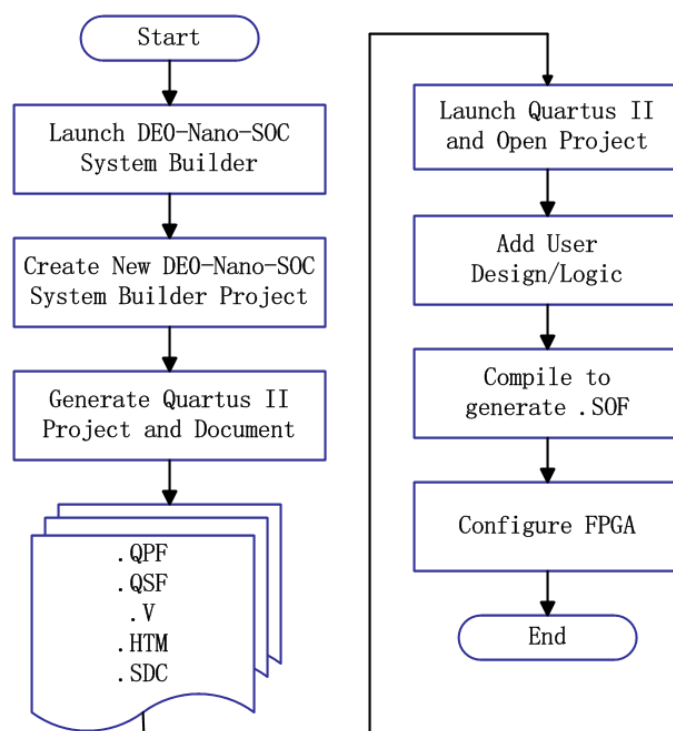 Start
Launch DE0-Nano-SOC
System Builder
Create New DE0-Nano-SOC
System Builder Project
Generate Quartus II
Project and Document
.QPF
.QSF
.V
.HTM
.SDC
Launch Quartus II
and Open Project
Add User
Design/Logic
Compile to
generate .SOF
Configure FPGA
End